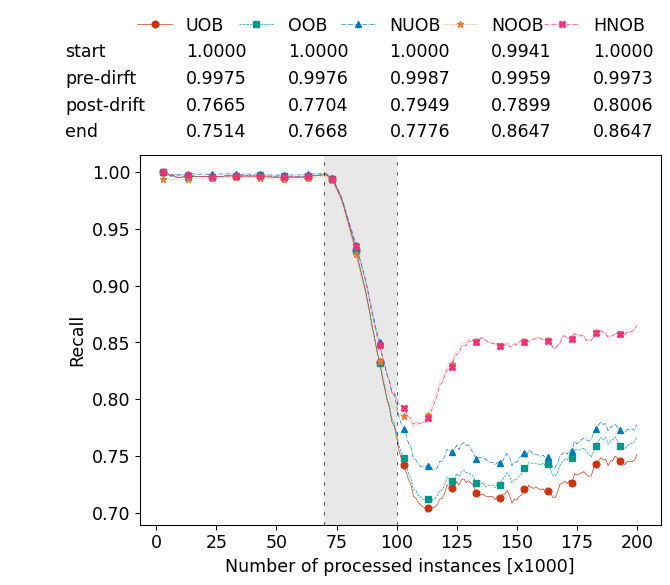 UOB OOB NUOB NOOB HNOB
start 1.0000 1.0000 1.0000 0.9941 1.0000
pre-dirft 0.9975 0.9976 0.9987 0.9959 0.9973
post-drift 0.7665 0.7704 0.7949 0.7899 0.8006
end 0.7514 0.7668 0.7776 0.8647 0.8647
1.00
0.95
0.90
0.85
0.80
0.75
0.70
Recall
0 25 50 75 100 125 150 175 200
Number of processed instances [x1000]